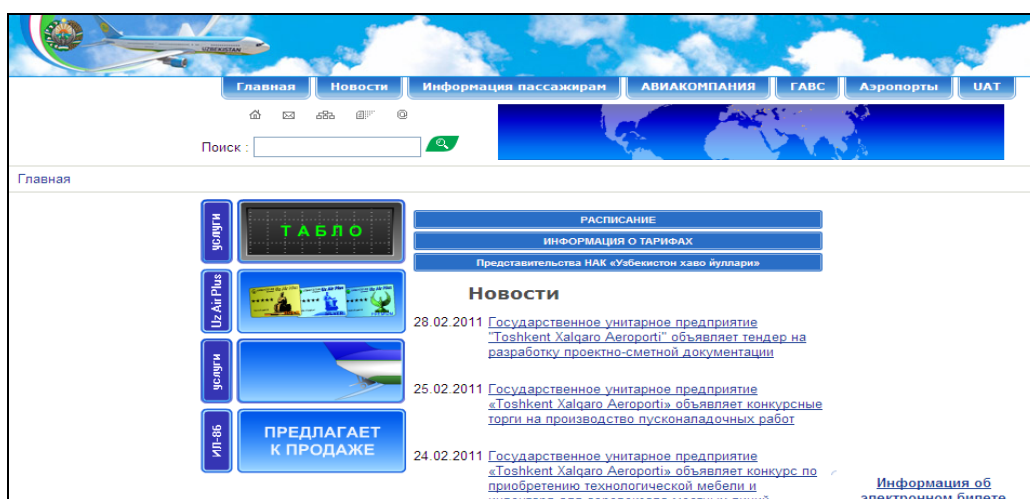 UZBEKISTAN
Главная
Новости
Информация пассажирам
АВИАКОМПАНИЯ
ГАВС
Аэропорты
UAT
Поиск :
Главная
услуги
ТАБЛО
Uz Air Plus
услуги
ИЛ-86
ПРЕДЛАГАЕТ
К ПРОДАЖЕ
РАСПИСАНИЕ
ИНФОРМАЦИЯ О ТАРИФАХ
Представительства НАК «Узбекистон хаво йуллари»
Новости
28.02.2011 Государственное унитарное предприятие
"Toshkent Xalqaro Aeroporti" объявляет тендер на
разработку проектно-сметной документации
25.02.2011 Государственное унитарное предприятие
«Toshkent Xalqaro Aeroporti» объявляет конкурсные
торги на производство пусконаладочных работ
24.02.2011 Государственное унитарное предприятие
«Toshkent Xalqaro Aeroporti» объявляет конкурс по
приобретению технологической мебели и
Информация об
электронном билете